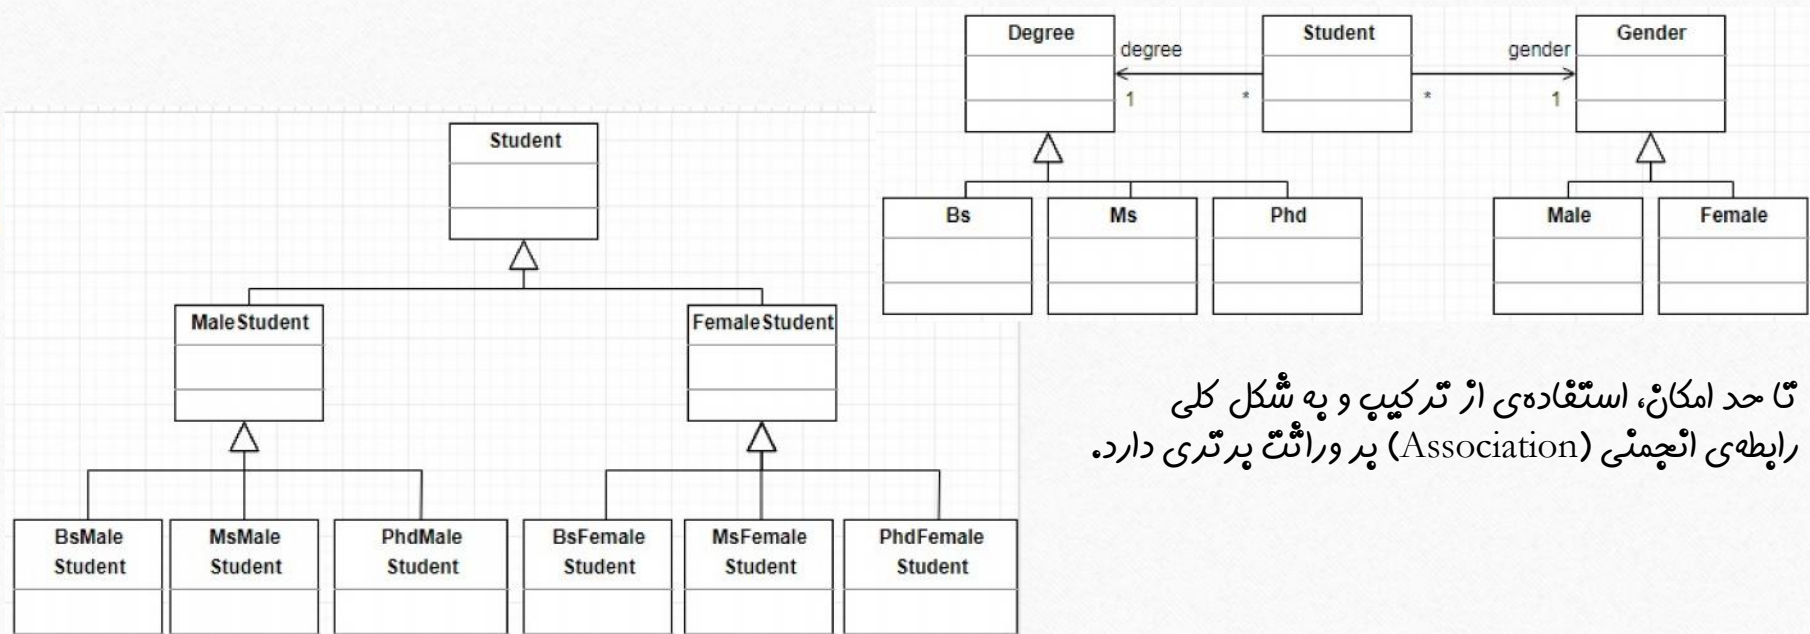 Student
MaleStudent
FemaleStudent
BsMale
Student
MsMale
Student
PhdMale
Student
BsFemale
Student
MsFemale
Student
PhdFemale
Student
Degree
degree
Student
gender
Gender
1
*
*
1
Bs
Ms
Phd
Male
Female
تا حد امکان، استفاده‌ی از ترکیب و به شکل کلی
رابطه‌ی انجمنی (Association) بر وراثت برتری دارد.